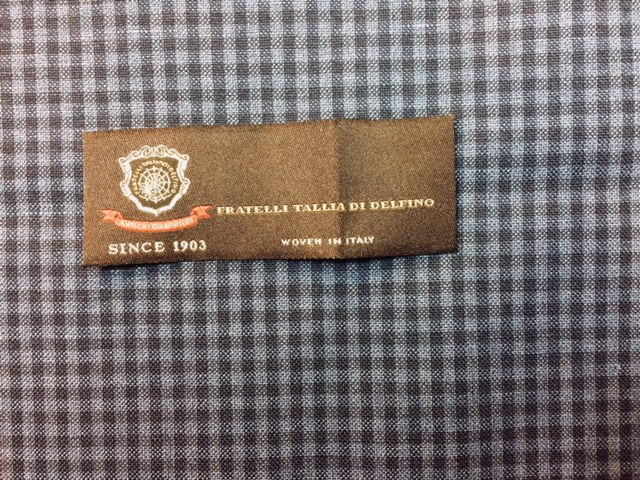 FRATELLI TALLIA DI DELFINO
SINCE 1903
WOVEN IN ITALY